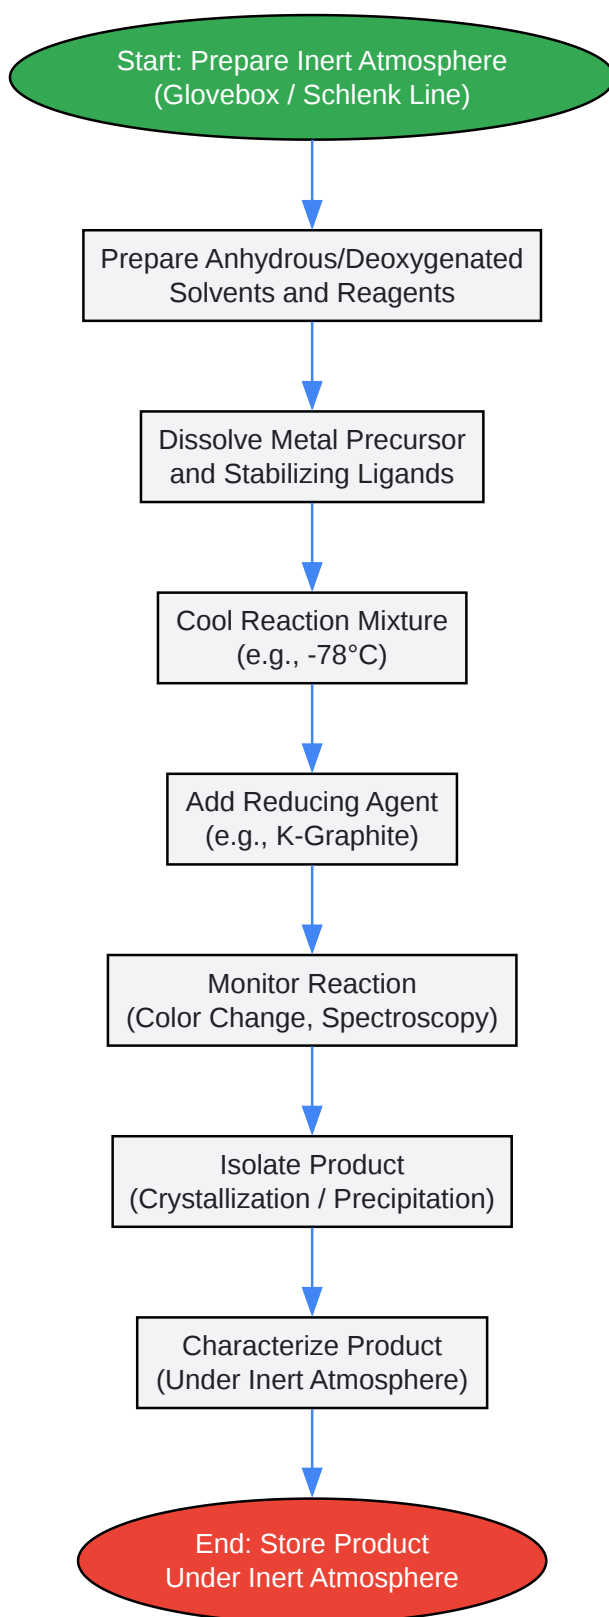 Start: Prepare Inert Atmosphere
(Glovebox / Schlenk Line)
Prepare Anhydrous/Deoxygenated
Solvents and Reagents
Dissolve Metal Precursor
and Stabilizing Ligands
Cool Reaction Mixture
(e.g., -78°C)
Add Reducing Agent
(e.g., K-Graphite)
Monitor Reaction
(Color Change, Spectroscopy)
Isolate Product
(Crystallization / Precipitation)
Characterize Product
(Under Inert Atmosphere)
End: Store Product
Under Inert Atmosphere